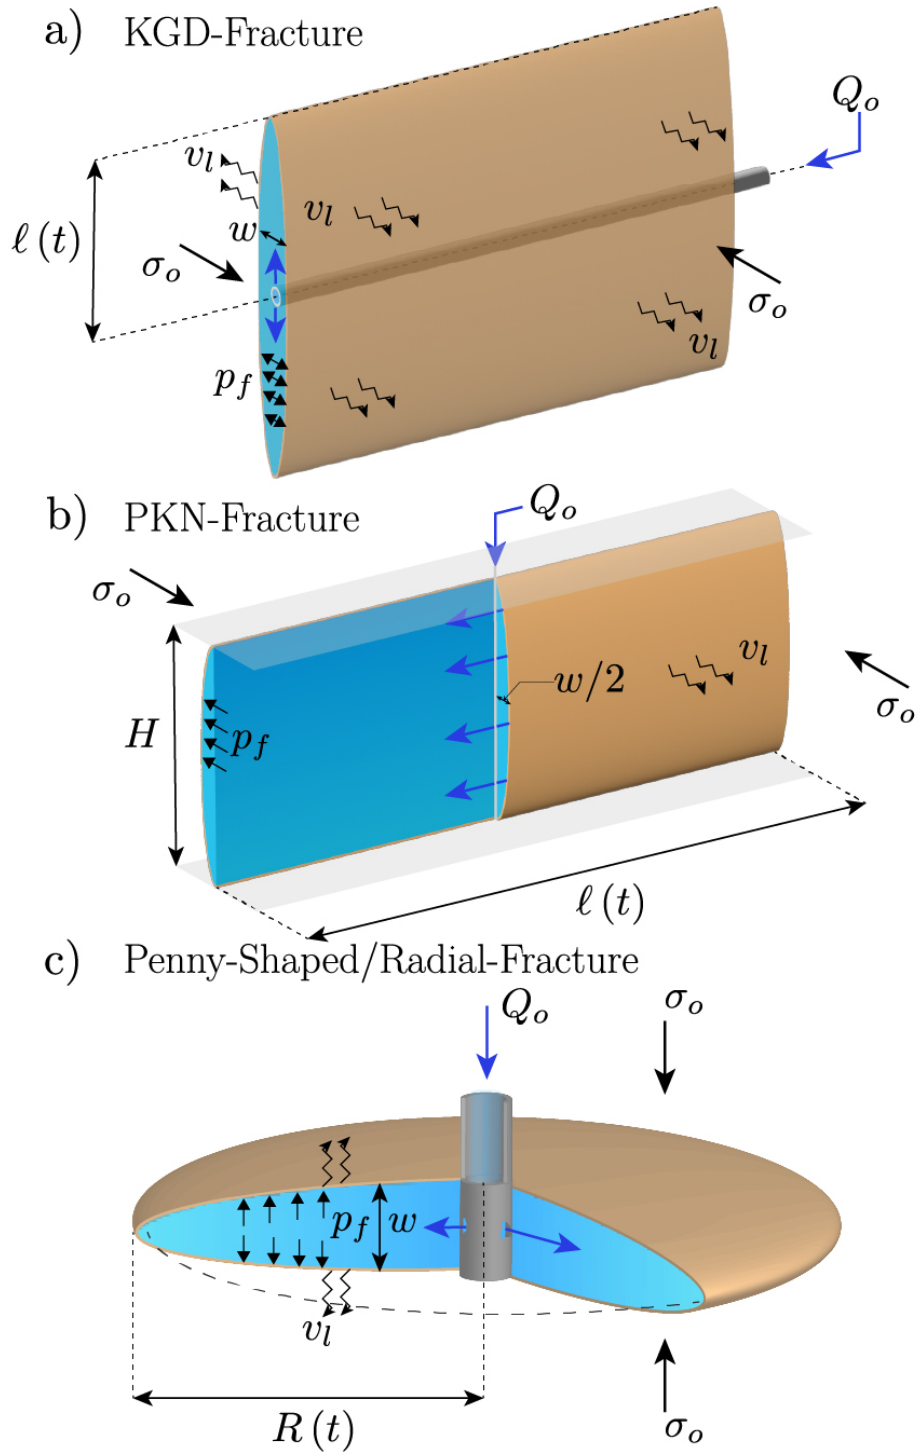 a) KGD-Fracture
Q_o
v_l
v_l
w
ℓ(t)
σ_o
σ_o
v_l
p_f
b) PKN-Fracture
Q_o
σ_o
w/2
v_l
H
p_f
σ_o
ℓ(t)
c) Penny-Shaped/Radial-Fracture
Q_o
σ_o
p_f w
v_l
R(t)
σ_o